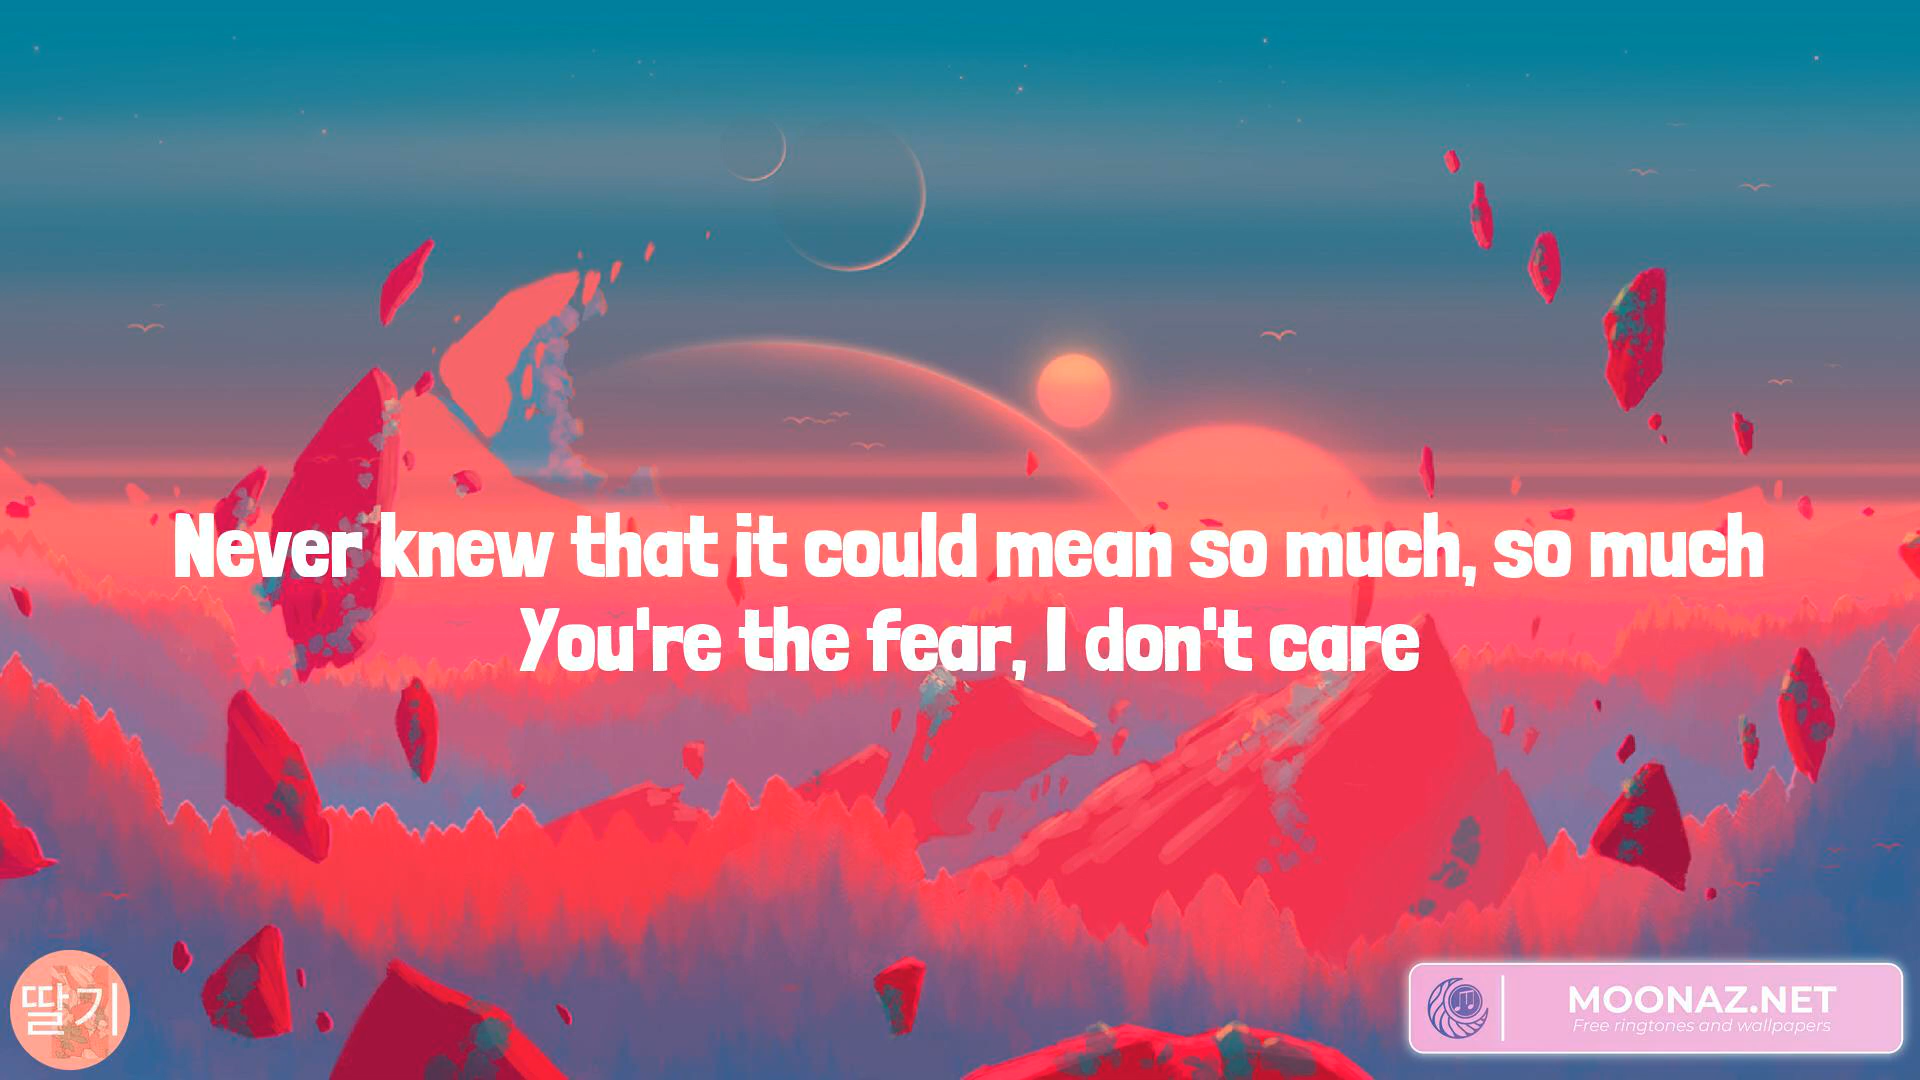 Never knew that it could mean so much, so much
You're the fear, I don't care
딸기
MOONAZ.NET
Free ringtones and wallpapers